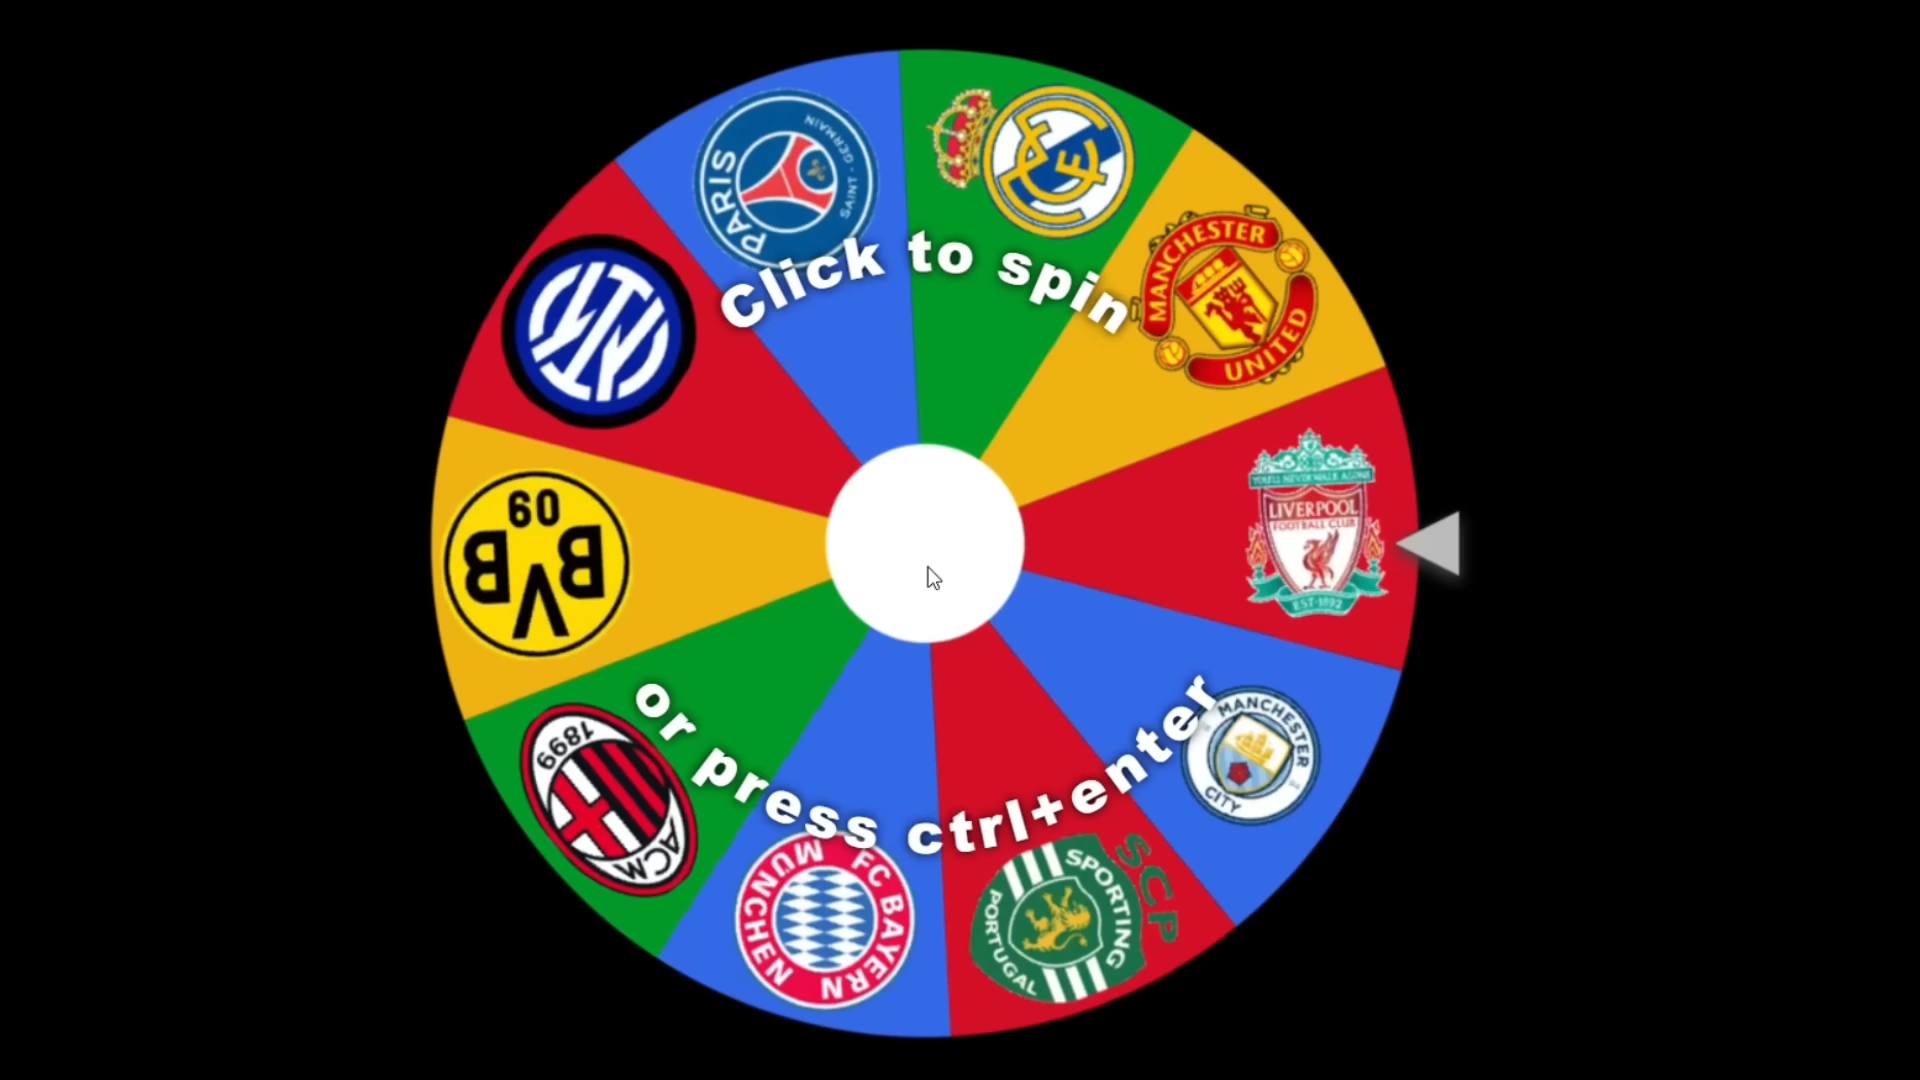 Click to spin
or press ctrl+enter
PARIS
SAINT-GERMAIN
MANCHESTER
UNITED
YOU'LL NEVER WALK ALONE
LIVERPOOL
FOOTBALL CLUB
EST·1892
MANCHESTER
CITY
SCP
SPORTING
PORTUGAL
FC BAYERN
MÜNCHEN
ACM
1899
BVB
09